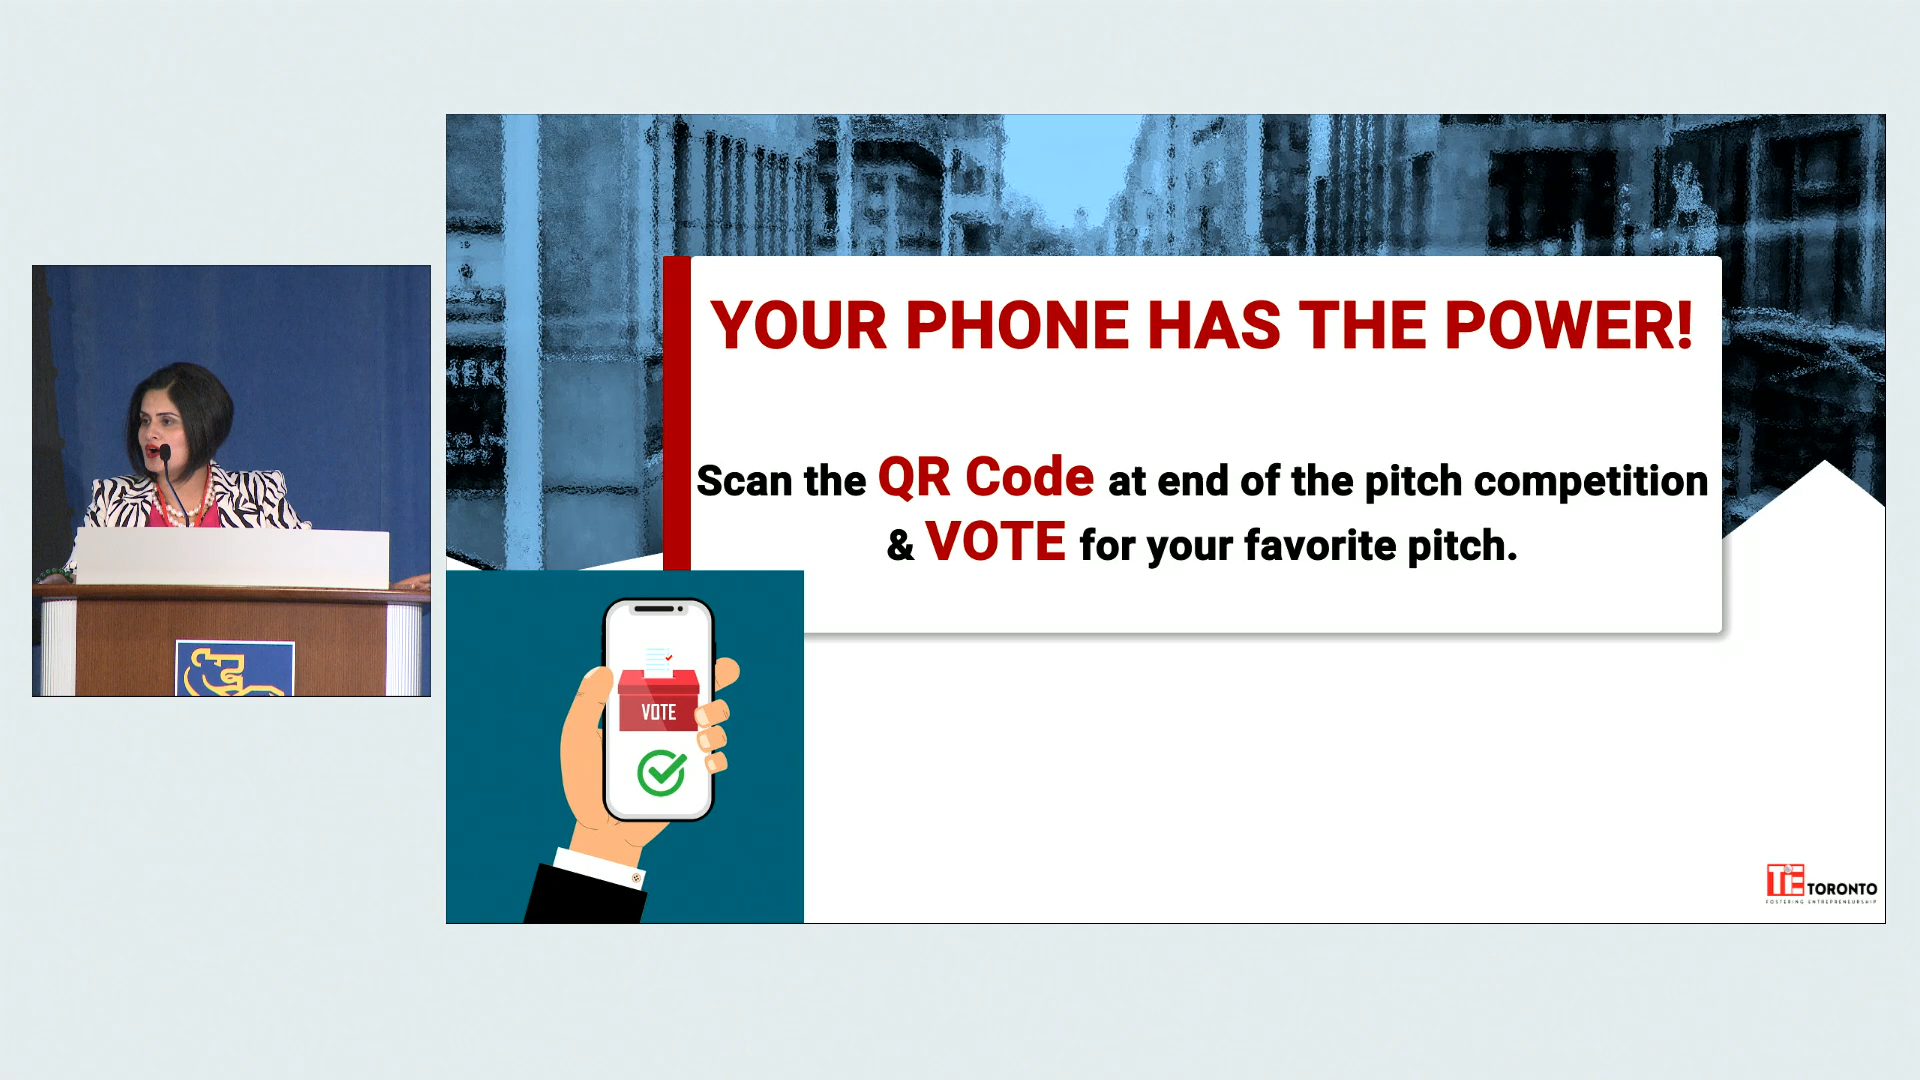 YOUR PHONE HAS THE POWER!
Scan the QR Code at end of the pitch competition
& VOTE for your favorite pitch.
VOTE
TiE TORONTO
FOSTERING ENTREPRENEURSHIP